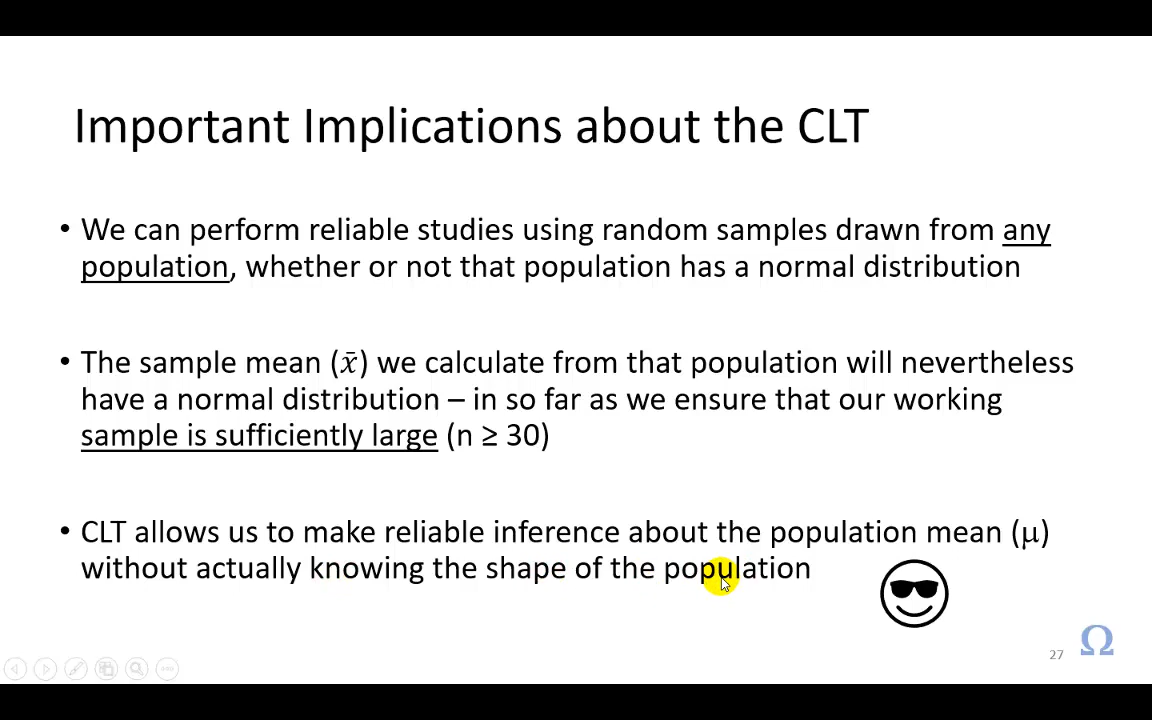 Important Implications about the CLT
• We can perform reliable studies using random samples drawn from any
population, whether or not that population has a normal distribution
• The sample mean (x̄) we calculate from that population will nevertheless
have a normal distribution – in so far as we ensure that our working
sample is sufficiently large (n ≥ 30)
• CLT allows us to make reliable inference about the population mean (μ)
without actually knowing the shape of the population
27
Ω